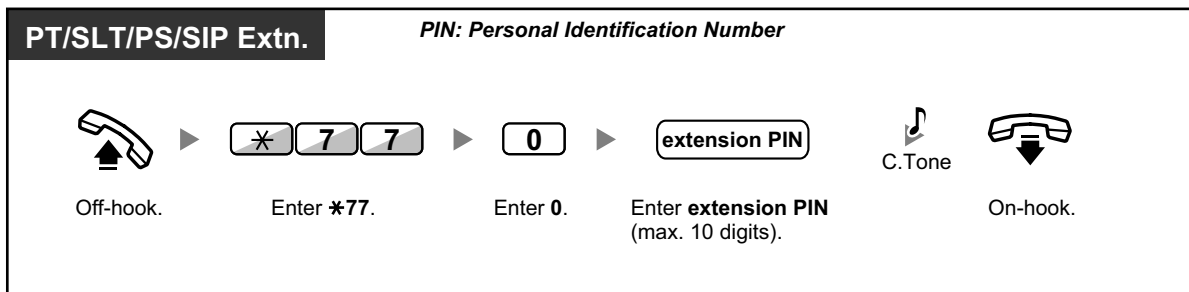 PT/SLT/PS/SIP Extn.
PIN: Personal Identification Number
* 7 7
0
extension PIN
C.Tone
Off-hook.
Enter *77.
Enter 0.
Enter extension PIN
(max. 10 digits).
On-hook.